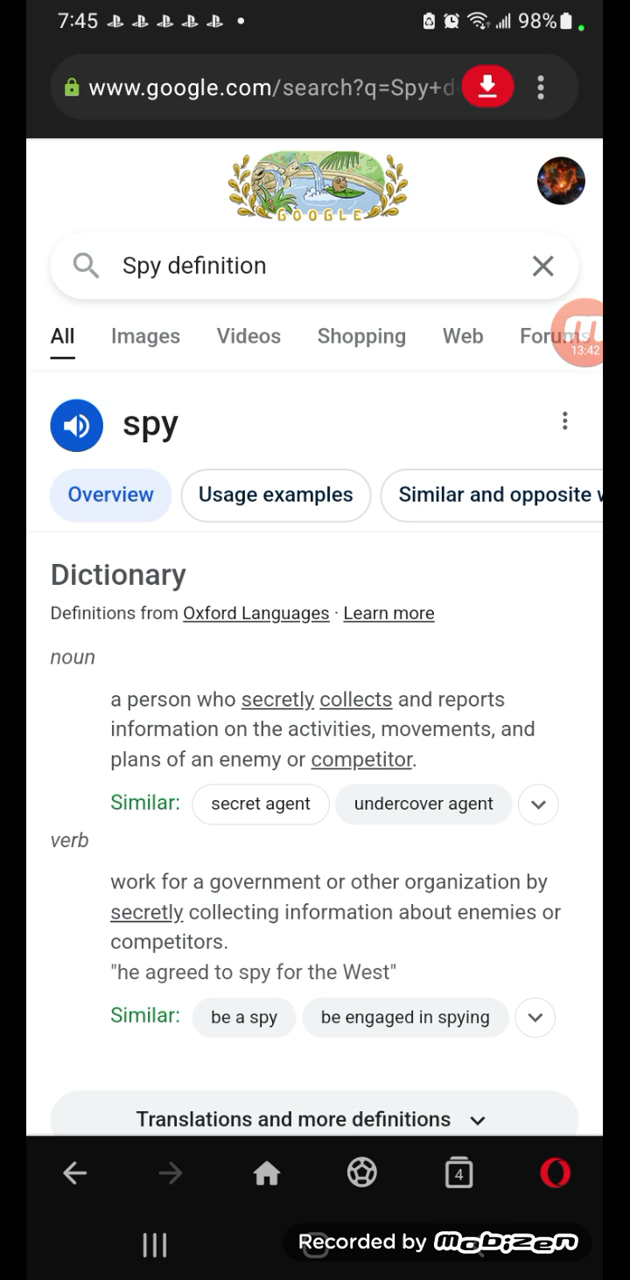 7:45 98%
www.google.com/search?q=Spy+d
GOOGLE
Spy definition
All Images Videos Shopping Web Forums
13:42
spy
Overview Usage examples Similar and opposite w
Dictionary
Definitions from Oxford Languages · Learn more
noun
a person who secretly collects and reports
information on the activities, movements, and
plans of an enemy or competitor.
Similar: secret agent undercover agent
verb
work for a government or other organization by
secretly collecting information about enemies or
competitors.
"he agreed to spy for the West"
Similar: be a spy be engaged in spying
Translations and more definitions
4
Recorded by mobizen